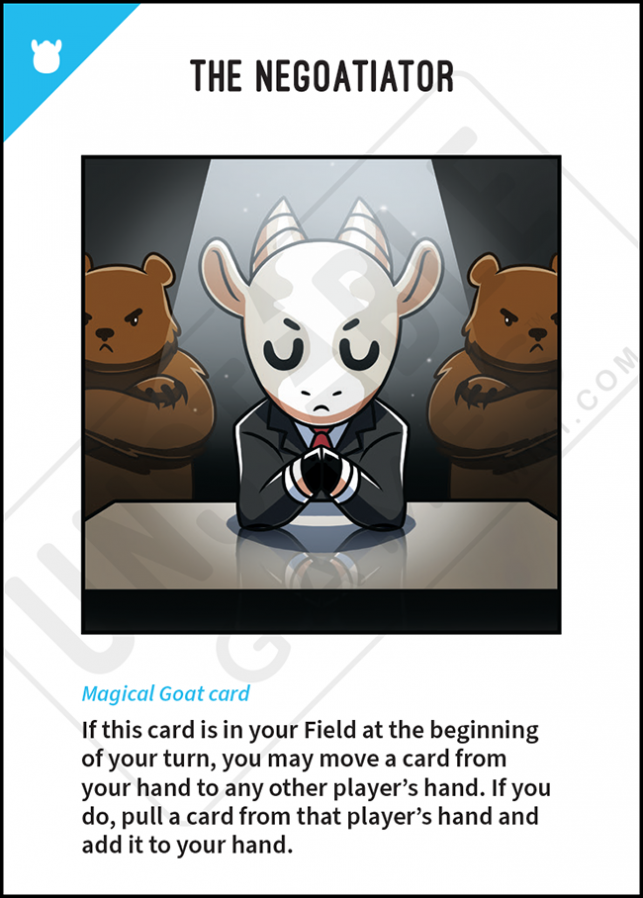 THE NEGOATIATOR
Magical Goat card
If this card is in your Field at the beginning
of your turn, you may move a card from
your hand to any other player’s hand. If you
do, pull a card from that player’s hand and
add it to your hand.